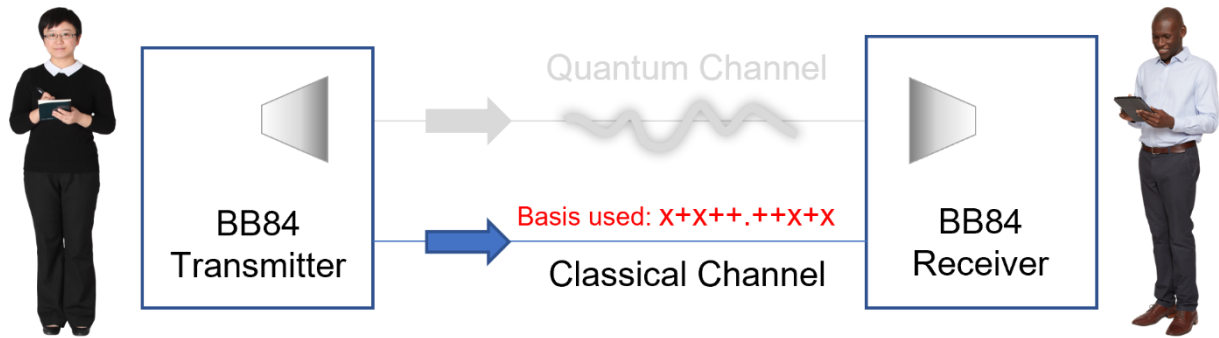 Quantum Channel
BB84
Transmitter
Basis used: x+x++.++x+x
Classical Channel
BB84
Receiver